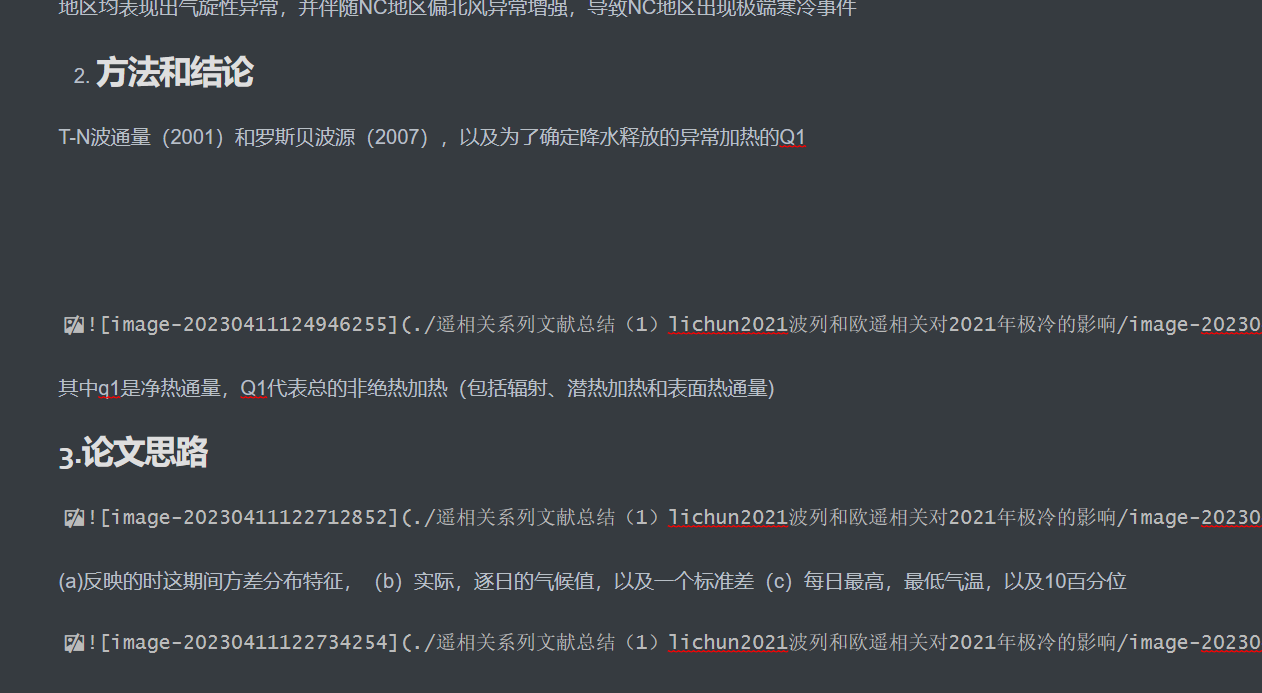 地区均表现出气旋性异常，并伴随NC地区偏北风异常增强，导致NC地区出现极端寒冷事件
2. 方法和结论
T-N波通量（2001）和罗斯贝波源（2007），以及为了确定降水释放的异常加热的Q1
![image-20230411124946255](./遥相关系列文献总结（1）lichun2021波列和欧遥相关对2021年极冷的影响/image-20230
其中q1是净热通量，Q1代表总的非绝热加热（包括辐射、潜热加热和表面热通量)
3.论文思路
![image-20230411122712852](./遥相关系列文献总结（1）lichun2021波列和欧遥相关对2021年极冷的影响/image-20230
(a)反映的时这期间方差分布特征，（b）实际，逐日的气候值，以及一个标准差（c）每日最高，最低气温，以及10百分位
![image-20230411122734254](./遥相关系列文献总结（1）lichun2021波列和欧遥相关对2021年极冷的影响/image-20230